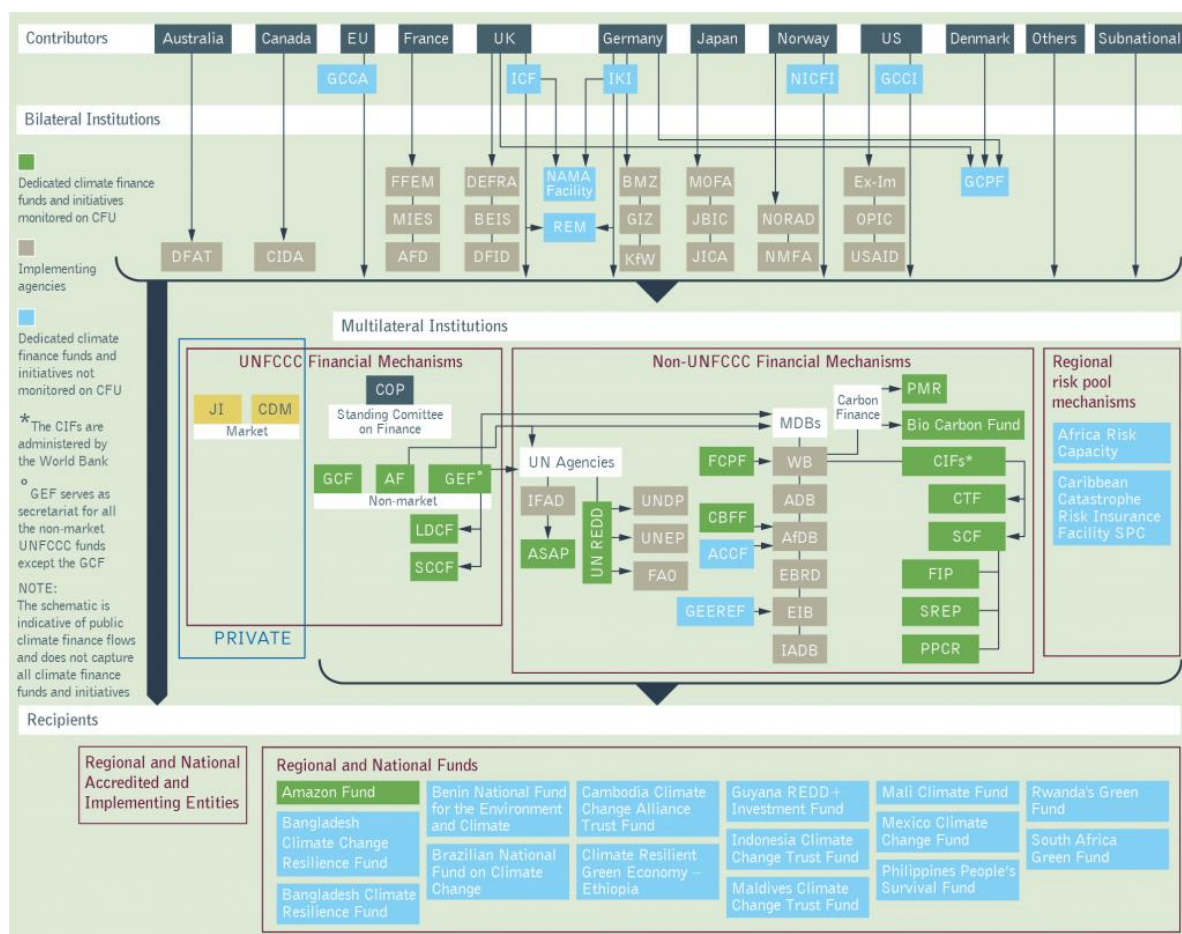 Contributors
Australia
Canada
EU
France
UK
Germany
Japan
Norway
US
Denmark
Others
Subnational
GCCA
ICF
IKI
NICFI
GCCI
Bilateral Institutions
Dedicated climate finance
funds and initiatives
monitored on CFU
Implementing
agencies
Dedicated climate
finance funds and
initiatives not
monitored on CFU
*The CIFs are
administered by
the World Bank
° GEF serves as
secretariat for all
the non-market
UNFCCC funds
except the GCF
NOTE:
The schematic is
indicative of public
climate finance flows
and does not capture
all climate finance
funds and initiatives
DFAT
CIDA
FFEM
MIES
AFD
DEFRA
BEIS
DFID
NAMA
Facility
REM
BMZ
GIZ
KfW
MOFA
JBIC
JICA
NORAD
NMFA
Ex-Im
OPIC
USAID
GCPF
Multilateral Institutions
UNFCCC Financial Mechanisms
JI
CDM
Market
COP
Standing Comittee
on Finance
GCF
AF
GEF°
Non-market
LDCF
SCCF
PRIVATE
Non-UNFCCC Financial Mechanisms
UN Agencies
IFAD
ASAP
UN REDD
UNDP
UNEP
FAO
MDBs
Carbon
Finance
PMR
Bio Carbon Fund
FCPF
WB
CIFs*
ADB
CTF
CBFF
AfDB
ACCF
SCF
EBRD
FIP
GEEREF
EIB
SREP
IADB
PPCR
Regional
risk pool
mechanisms
Africa Risk
Capacity
Caribbean
Catastrophe
Risk Insurance
Facility SPC
Recipients
Regional and National
Accredited and
Implementing Entities
Regional and National Funds
Amazon Fund
Bangladesh
Climate Change
Resilience Fund
Bangladesh Climate
Resilience Fund
Benin National Fund
for the Environment
and Climate
Brazilian National
Fund on Climate
Change
Cambodia Climate
Change Alliance
Trust Fund
Climate Resilient
Green Economy –
Ethiopia
Guyana REDD+
Investment Fund
Indonesia Climate
Change Trust Fund
Maldives Climate
Change Trust Fund
Mali Climate Fund
Mexico Climate
Change Fund
Philippines People's
Survival Fund
Rwanda's Green
Fund
South Africa
Green Fund